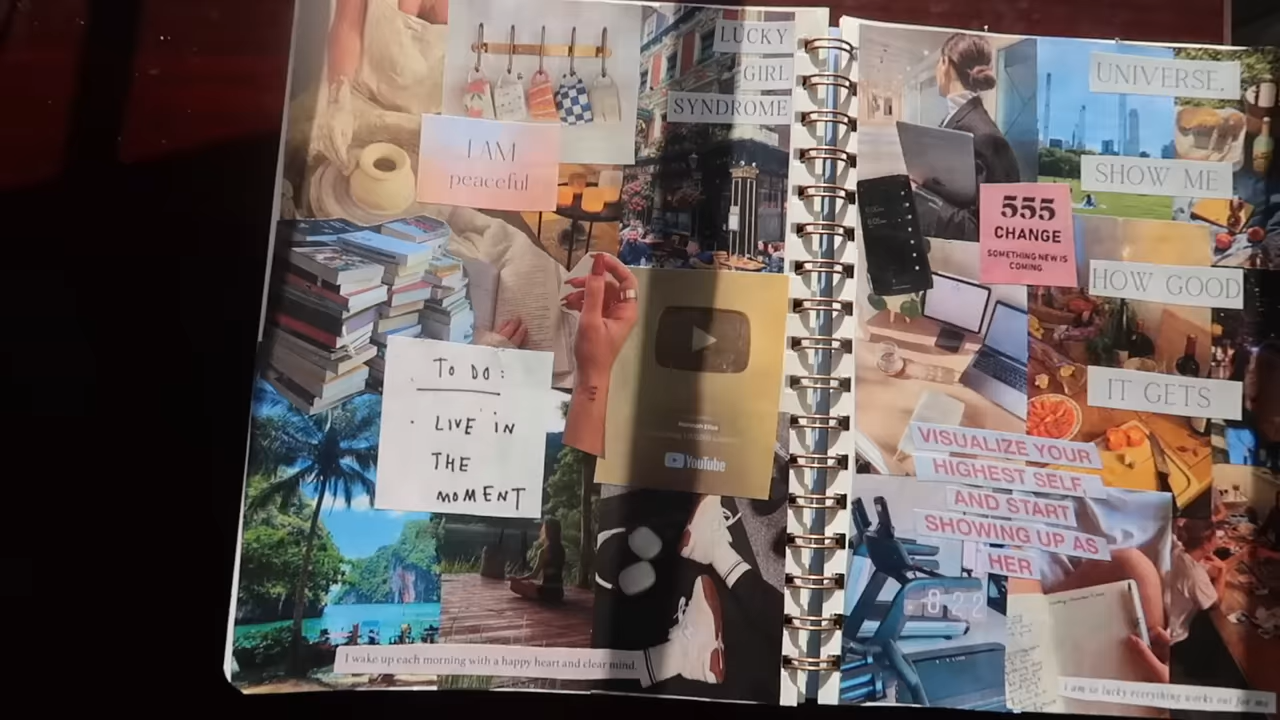 LUCKY
GIRL
SYNDROME
I AM
peaceful
TO DO:
· LIVE IN
THE
MOMENT
YouTube
I wake up each morning with a happy heart and clear mind.
UNIVERSE.
SHOW ME
HOW GOOD
IT GETS
555
CHANGE
SOMETHING NEW IS
COMING
VISUALIZE YOUR
HIGHEST SELF
AND START
SHOWING UP AS
HER
8:22
i am so lucky everything works out for me